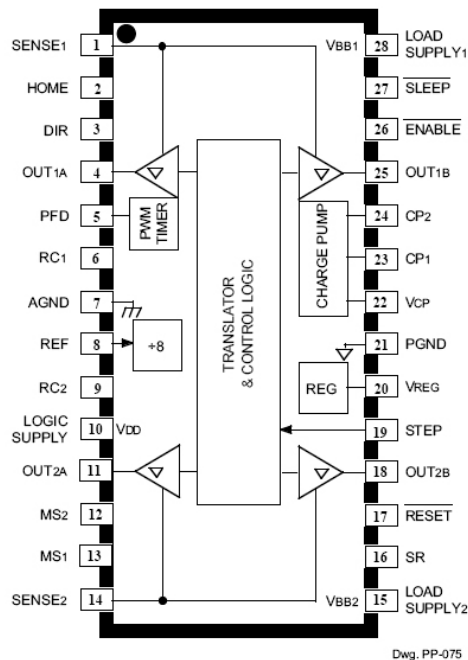 SENSE1 1 VBB1 28 LOAD
SUPPLY1
HOME 2 27 SLEEP
DIR 3 26 ENABLE
OUT1A 4 25 OUT1B
PFD 5 PWM TIMER CHARGE PUMP 24 CP2
RC1 6 23 CP1
AGND 7 22 VCP
REF 8 ÷8 TRANSLATOR
& CONTROL LOGIC 21 PGND
RC2 9 REG 20 VREG
LOGIC
SUPPLY 10 VDD 19 STEP
OUT2A 11 18 OUT2B
MS2 12 17 RESET
MS1 13 16 SR
SENSE2 14 VBB2 15 LOAD
SUPPLY2
Dwg. PP-075